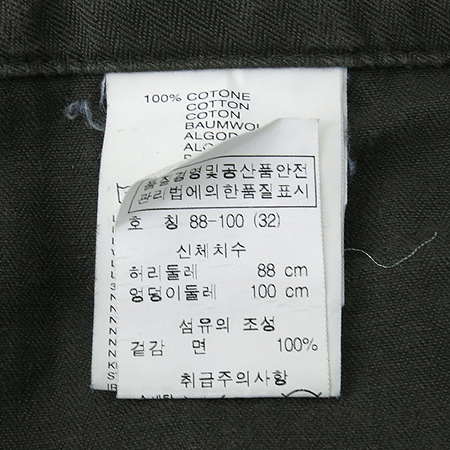 100% COTONE
COTTON
COTON
BAUMWOL
ALGOD
품질경영및공산품안전
관리법에의한품질표시
호 칭 88-100 (32)
신체치수
허리둘레 88 cm
엉덩이둘레 100 cm
섬유의 조성
겉감 면 100%
취급주의사항